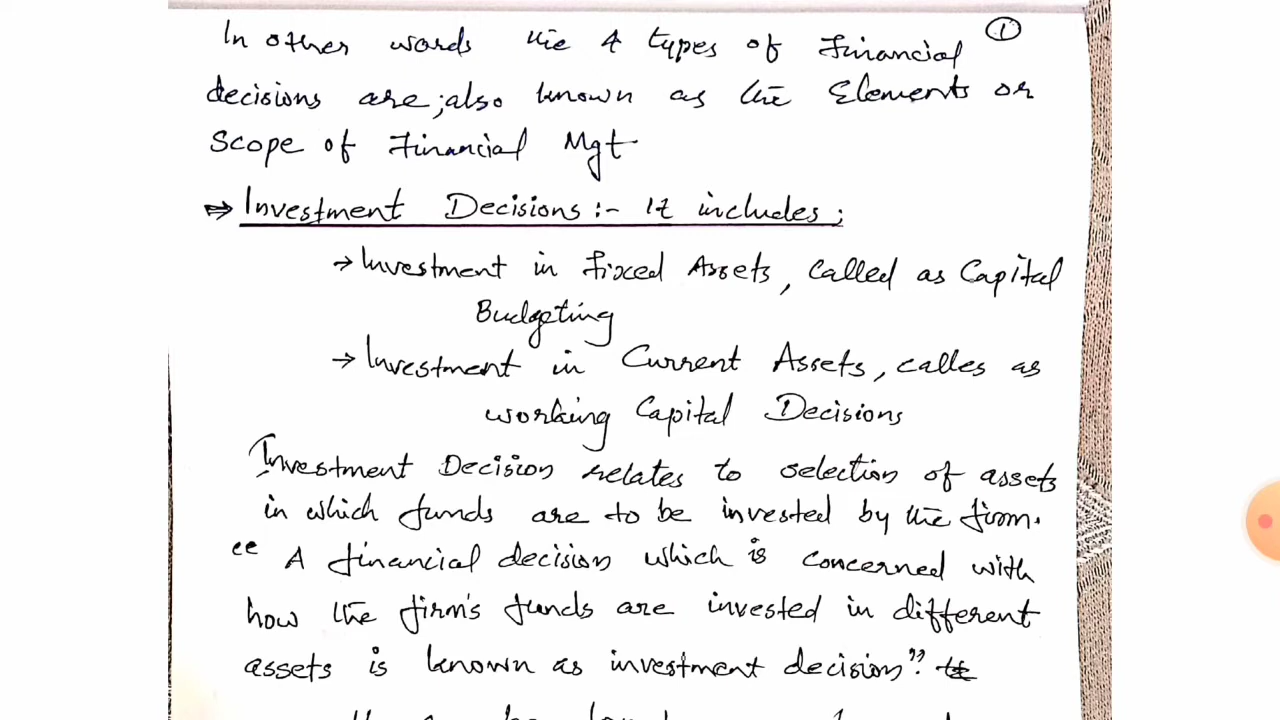 In other words the 4 types of Financial ①
decisions are; also known as the Elements or
Scope of Financial Mgt
⇒ Investment Decisions :- It includes;
→ Investment in Fixed Assets, Called as Capital
Budgeting
→ Investment in Current Assets, calles as
working Capital Decisions
Investment Decision relates to selection of assets
in which funds are to be invested by the firm.
“ A financial decision which is concerned with
how the firm's funds are invested in different
assets is known as investment decision”